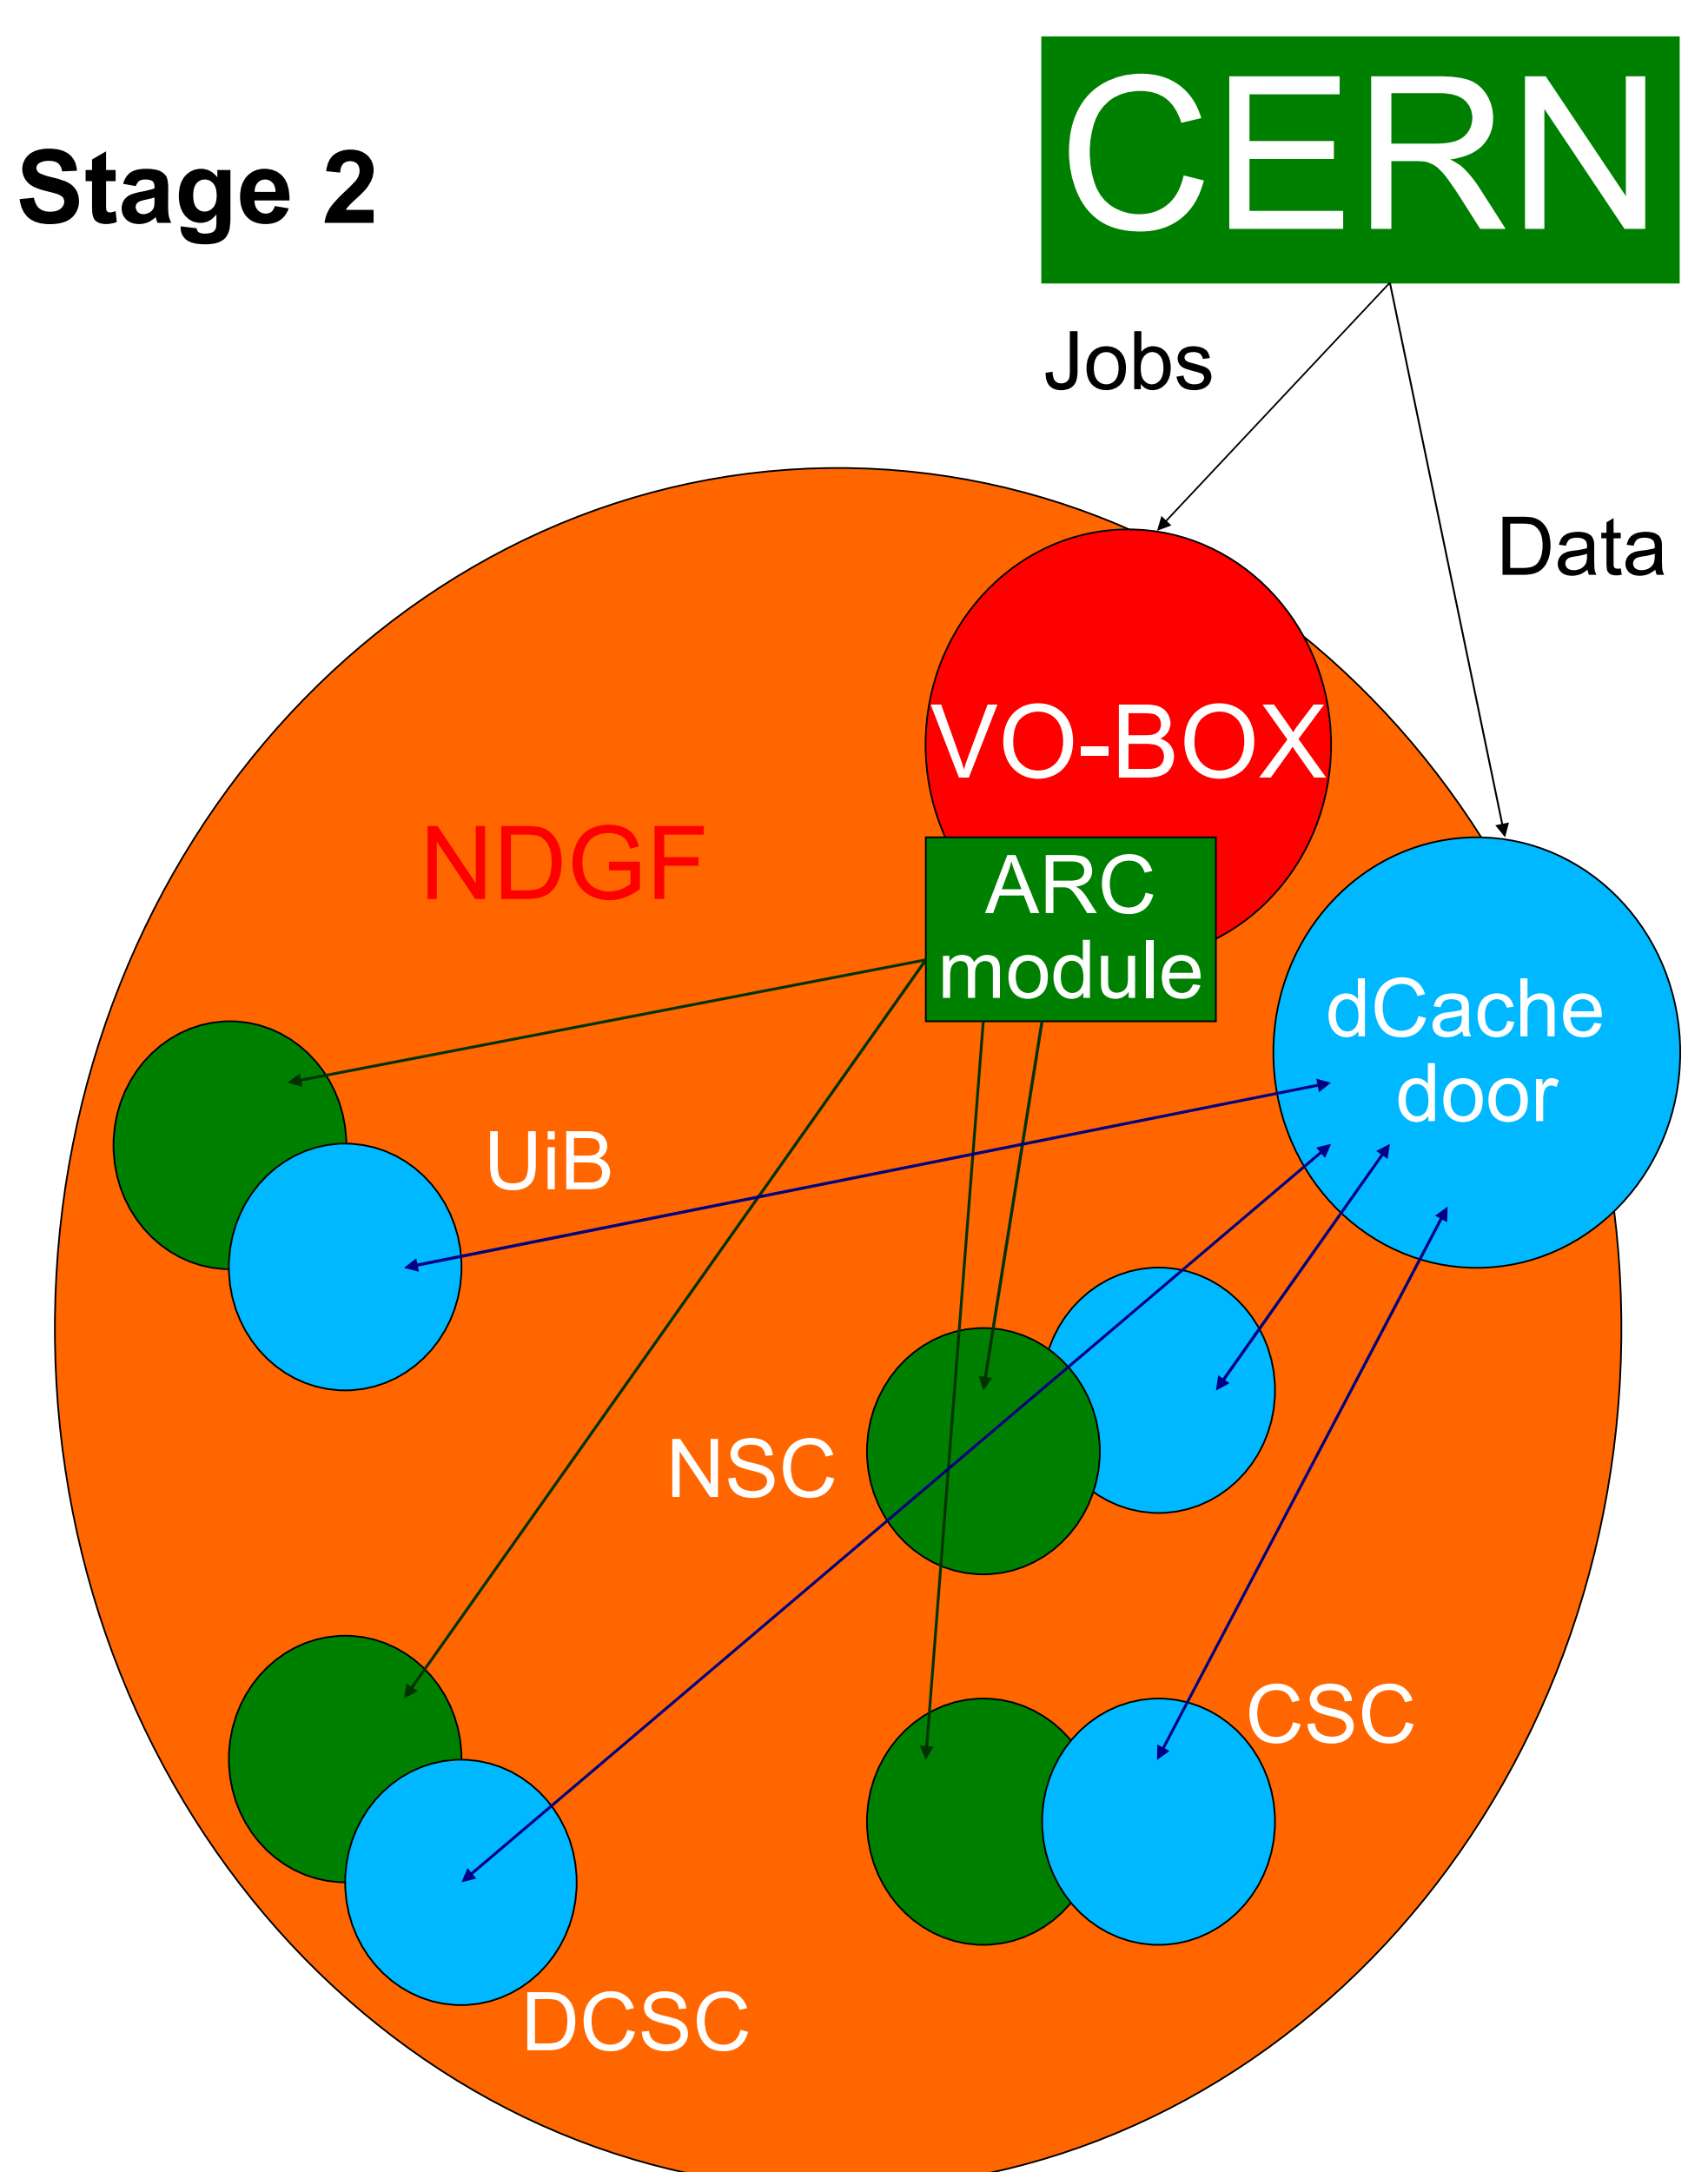 CERN
Stage 2
Jobs
Data
VO-BOX
NDGF
ARC
module
dCache
door
UiB
NSC
CSC
DCSC